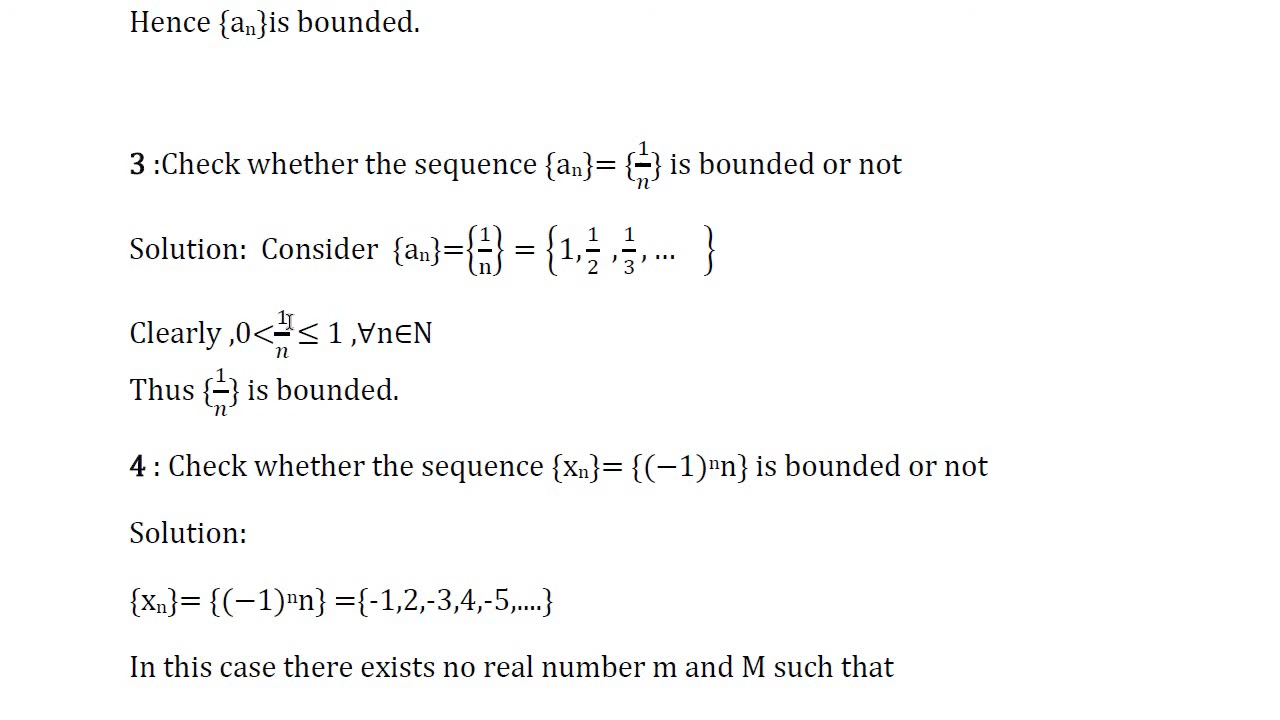 Hence {aₙ}is bounded.
3 :Check whether the sequence {aₙ}= {1/n} is bounded or not
Solution: Consider {aₙ}={1/n} = {1,1/2 ,1/3,... }
Clearly ,0<1/n≤ 1 ,∀n∈N
Thus {1/n} is bounded.
4 : Check whether the sequence {xₙ}= {(−1)ⁿn} is bounded or not
Solution:
{xₙ}= {(−1)ⁿn} ={-1,2,-3,4,-5,....}
In this case there exists no real number m and M such that